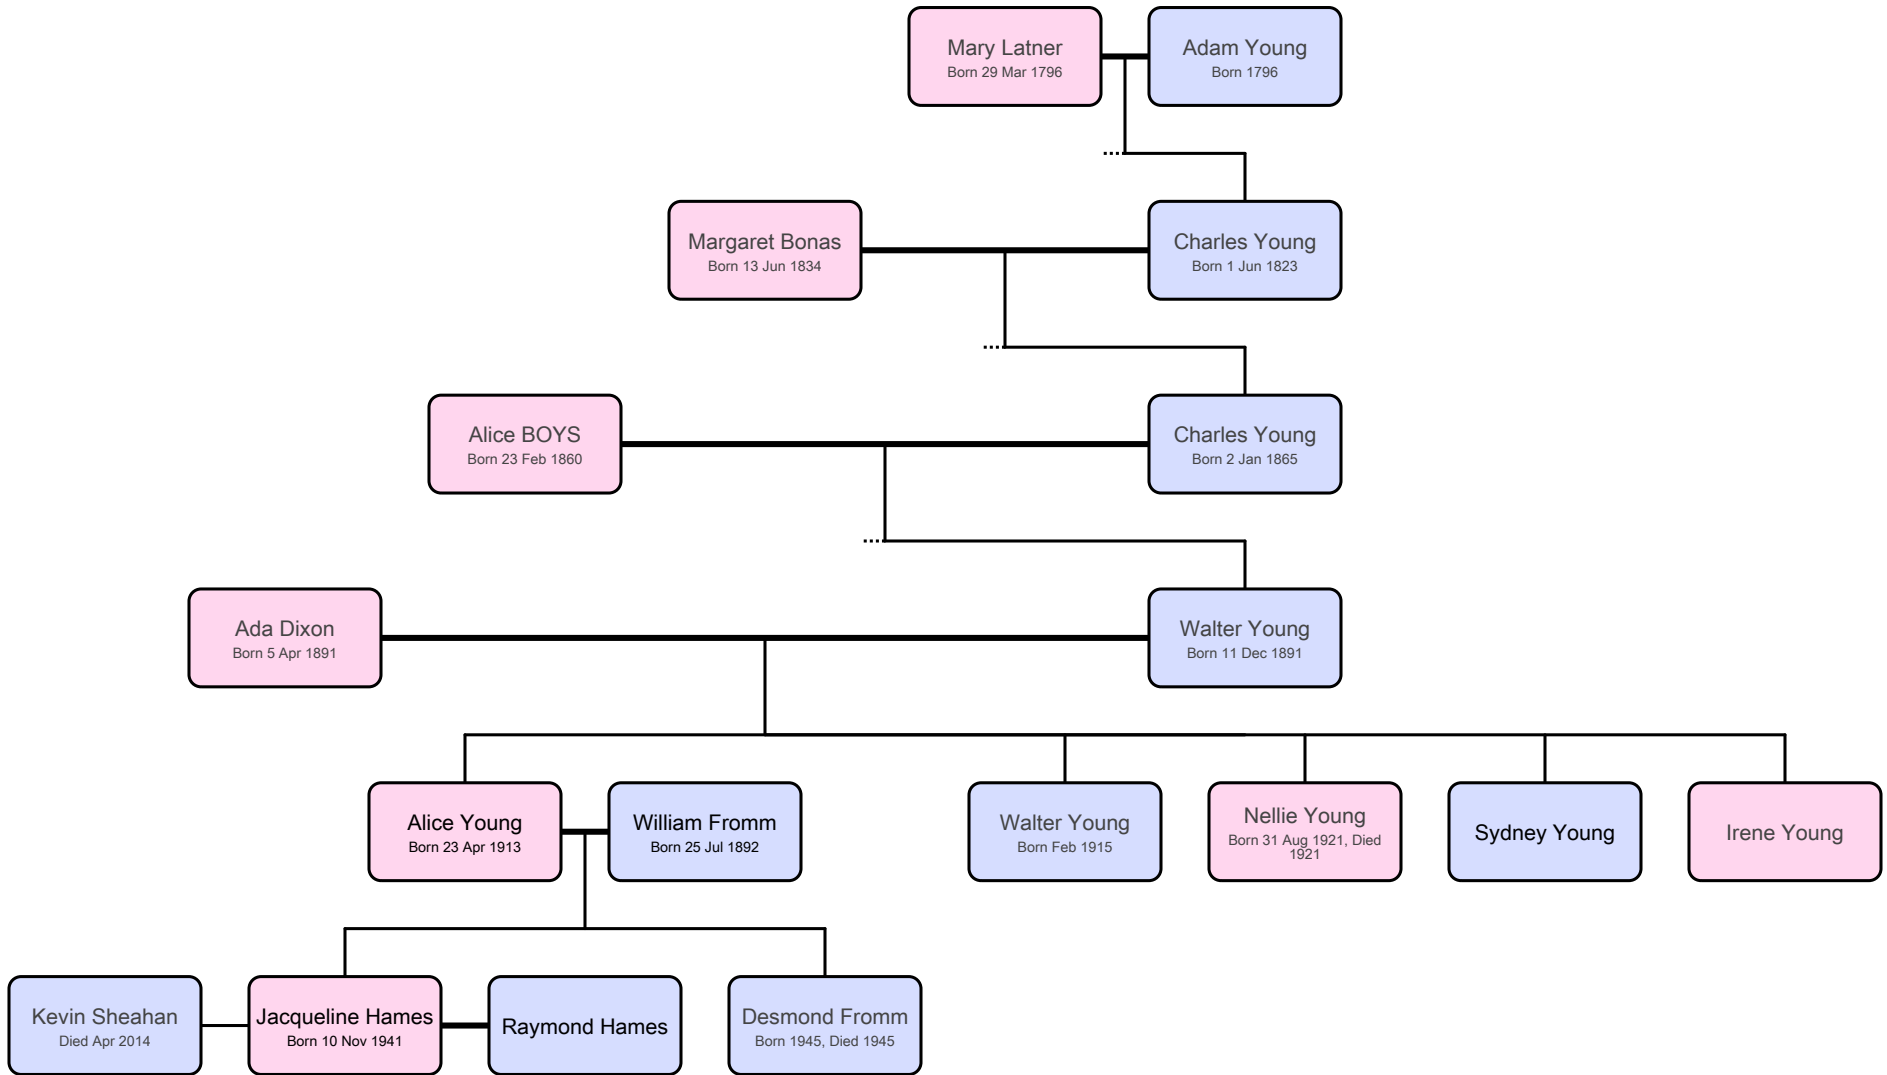 Mary Latner
Born 29 Mar 1796
Adam Young
Born 1796
Margaret Bonas
Born 13 Jun 1834
Charles Young
Born 1 Jun 1823
Alice BOYS
Born 23 Feb 1860
Charles Young
Born 2 Jan 1865
Ada Dixon
Born 5 Apr 1891
Walter Young
Born 11 Dec 1891
Alice Young
Born 23 Apr 1913
William Fromm
Born 25 Jul 1892
Walter Young
Born Feb 1915
Nellie Young
Born 31 Aug 1921, Died
1921
Sydney Young
Irene Young
Kevin Sheahan
Died Apr 2014
Jacqueline Hames
Born 10 Nov 1941
Raymond Hames
Desmond Fromm
Born 1945, Died 1945